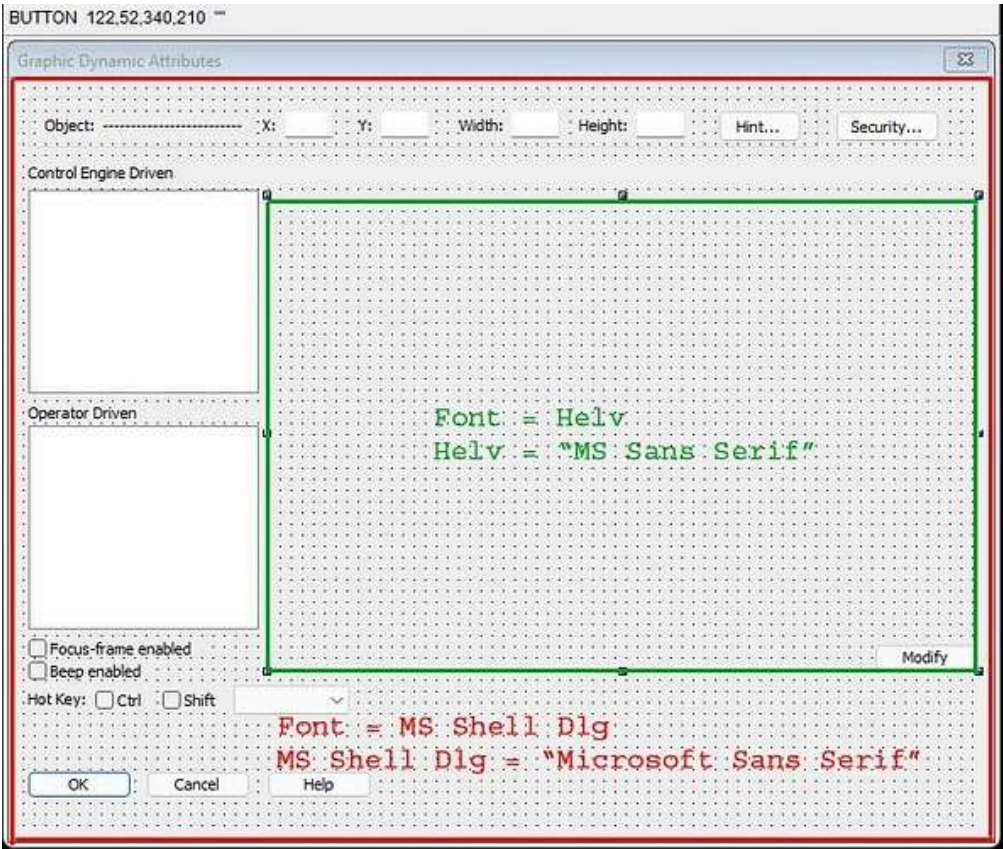 BUTTON 122,52,340,210 ""
Graphic Dynamic Attributes
Object: -------------------------- X: Y: Width: Height: Hint... Security...
Control Engine Driven
Font = Helv
Helv = “MS Sans Serif”
Operator Driven
Focus-frame enabled
Beep enabled
Modify
Hot Key: Ctrl Shift
Font = MS Shell Dlg
MS Shell Dlg = “Microsoft Sans Serif”
OK Cancel Help